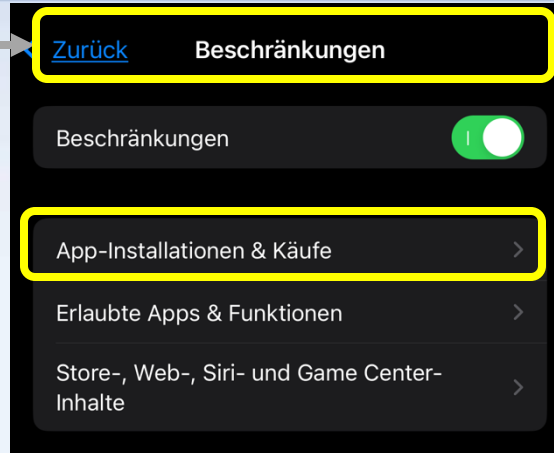 Zurück Beschränkungen
Beschränkungen
App-Installationen & Käufe
Erlaubte Apps & Funktionen
Store-, Web-, Siri- und Game Center-
Inhalte